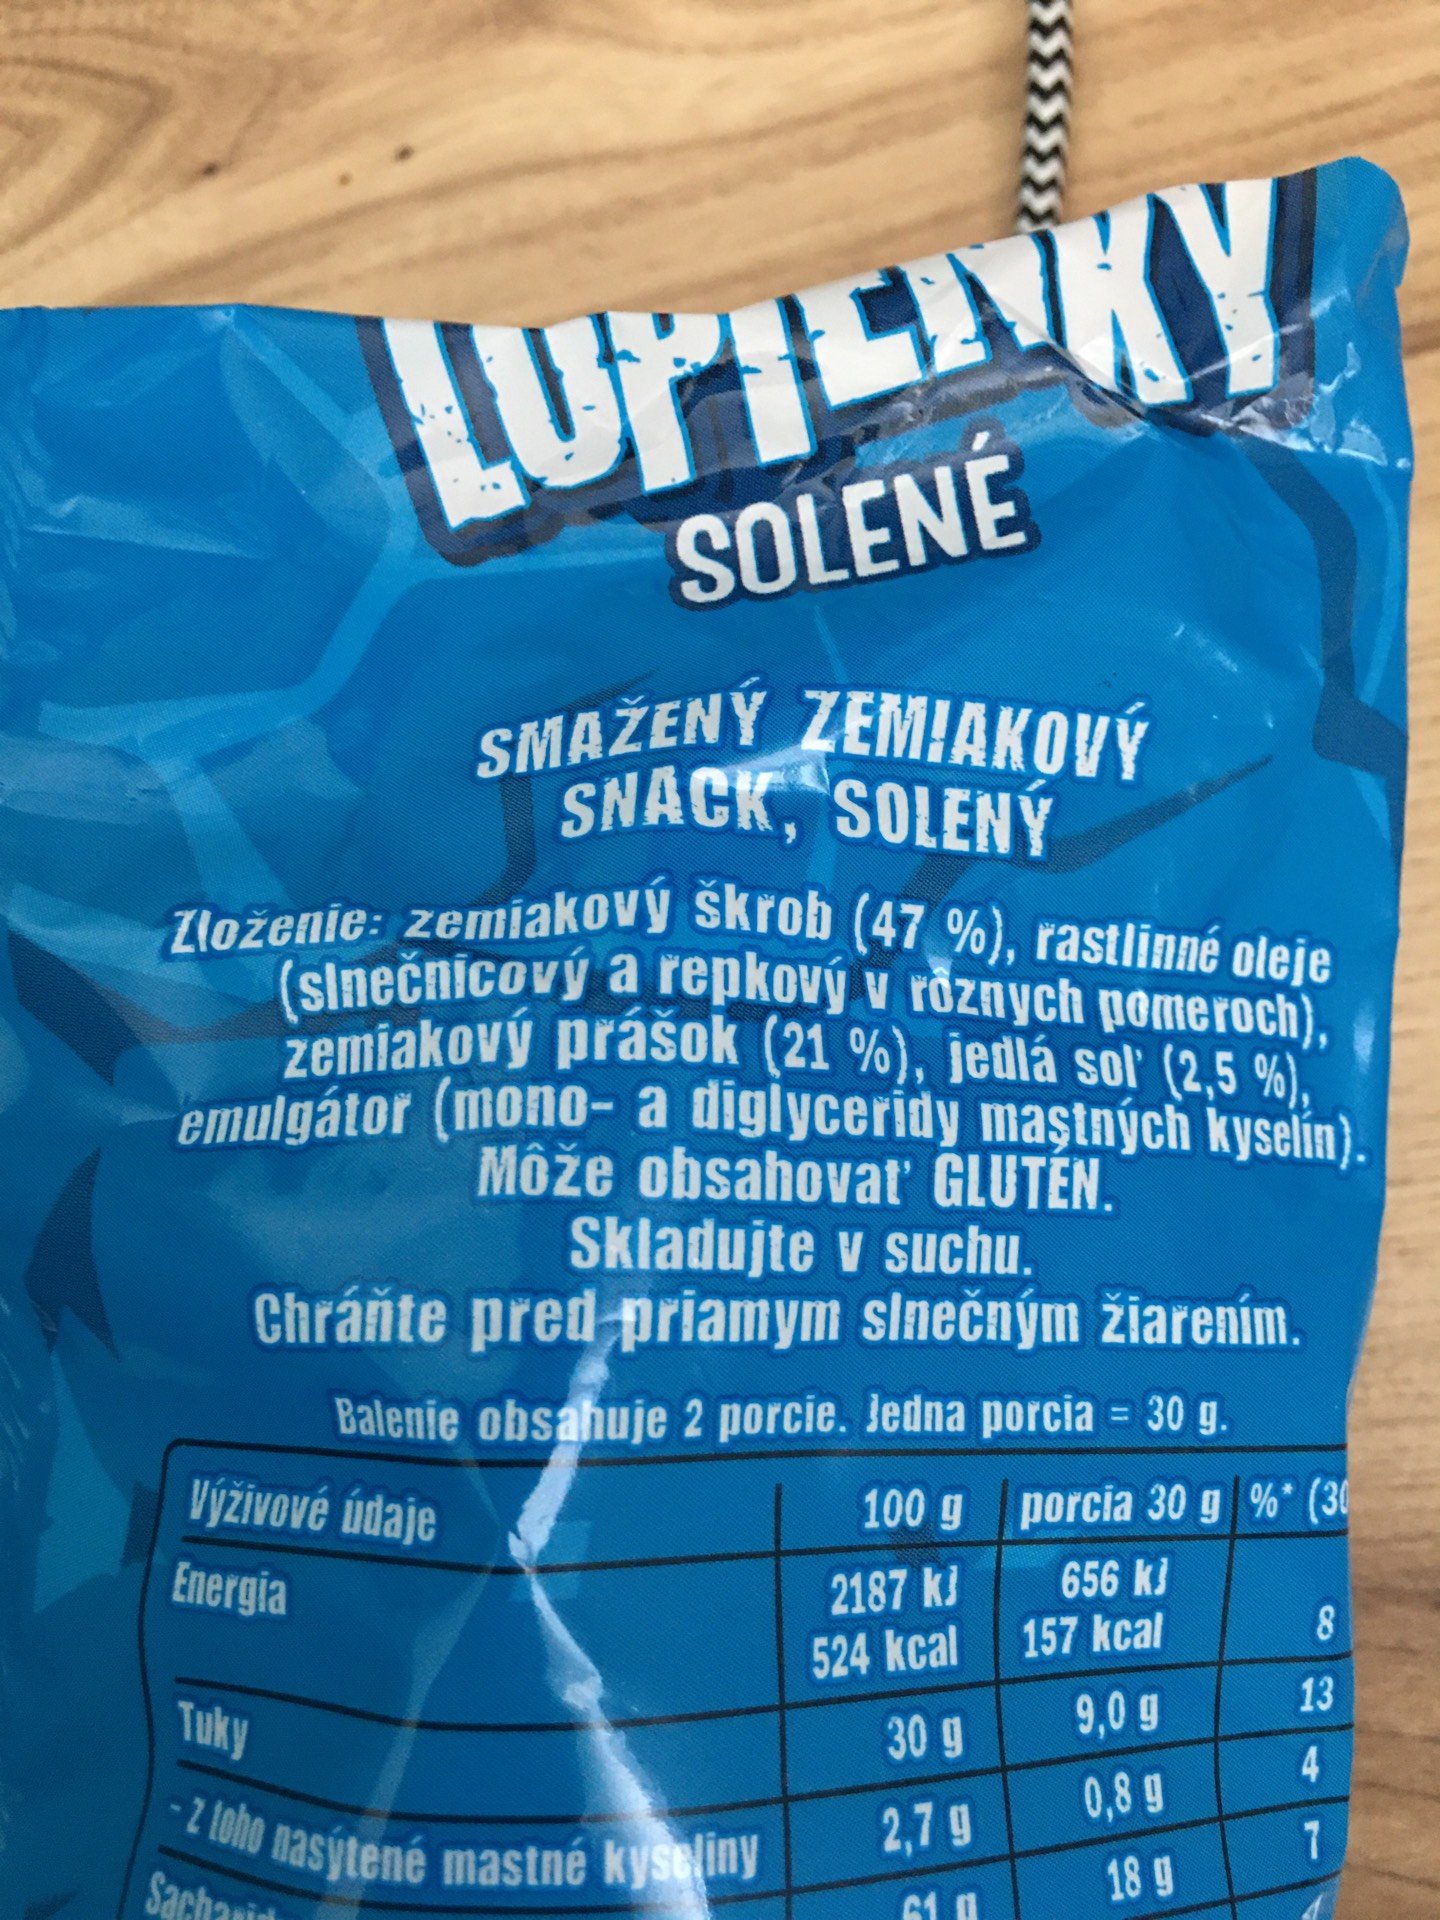 LUPIENKY
SOLENÉ
SMAŽENÝ ZEMIAKOVÝ
SNACK, SOLENÝ
Zloženie: zemiakový škrob (47 %), rastlinné oleje
(slnečnicový a repkový v rôznych pomeroch),
zemiakový prášok (21 %), jedlá soľ (2,5 %),
emulgátor (mono- a diglyceridy mastných kyselín).
Môže obsahovať GLUTÉN.
Skladujte v suchu.
Chráňte pred priamym slnečným žiarením.
Balenie obsahuje 2 porcie. Jedna porcia = 30 g.
Výživové údaje 100 g porcia 30 g %* (30
Energia 2187 kJ 656 kJ
524 kcal 157 kcal 8
Tuky 30 g 9,0 g 13
- z toho nasýtené mastné kyseliny 2,7 g 0,8 g 4
61 g 18 g 7